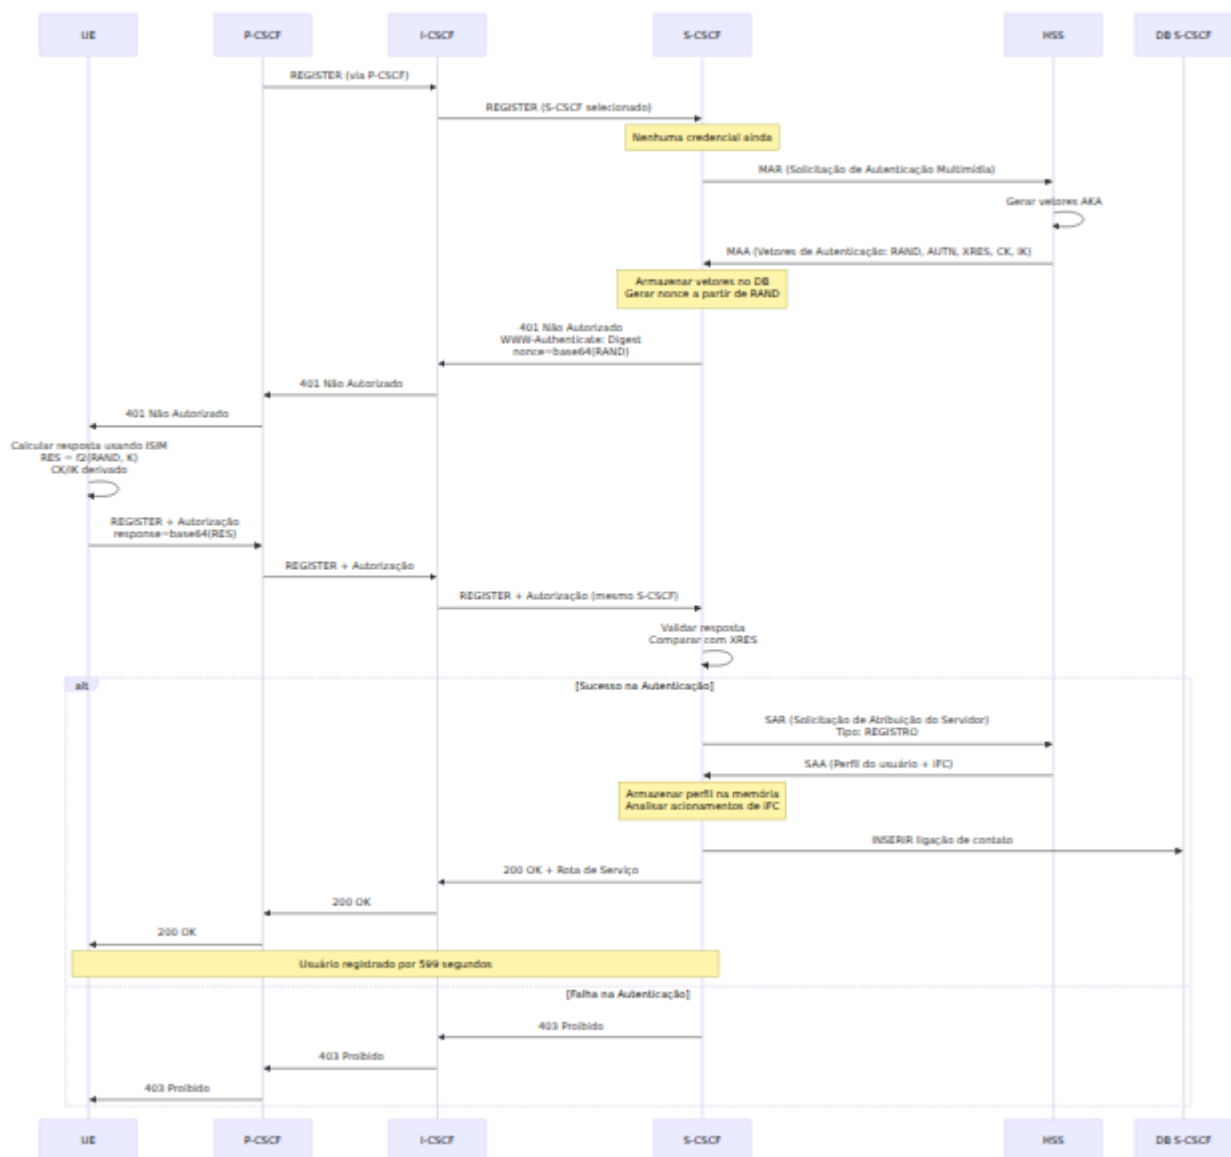 UE
P-CSCF
I-CSCF
S-CSCF
HSS
DB S-CSCF
REGISTER (via P-CSCF)
REGISTER (S-CSCF selecionado)
Nenhuma credencial ainda
MAR (Solicitação de Autenticação Multimídia)
Gerar vetores AKA
MAA (Vetores de Autenticação: RAND, AUTN, XRES, CK, IK)
Armazenar vetores no DB
Gerar nonce a partir de RAND
401 Não Autorizado
WWW-Authenticate: Digest
nonce=base64(RAND)
401 Não Autorizado
401 Não Autorizado
Calcular resposta usando ISIM
RES = f2(RAND, K)
CK/IK derivado
REGISTER + Autorização
response=base64(RES)
REGISTER + Autorização
REGISTER + Autorização (mesmo S-CSCF)
Validar resposta
Comparar com XRES
alt
[Sucesso na Autenticação]
SAR (Solicitação de Atribuição do Servidor)
Tipo: REGISTRO
SAA (Perfil do usuário + iFC)
Armazenar perfil na memória
Analisar acionamentos de iFC
INSERIR ligação de contato
200 OK + Rota de Serviço
200 OK
200 OK
Usuário registrado por 599 segundos
[Falha na Autenticação]
403 Proibido
403 Proibido
403 Proibido
UE
P-CSCF
I-CSCF
S-CSCF
HSS
DB S-CSCF